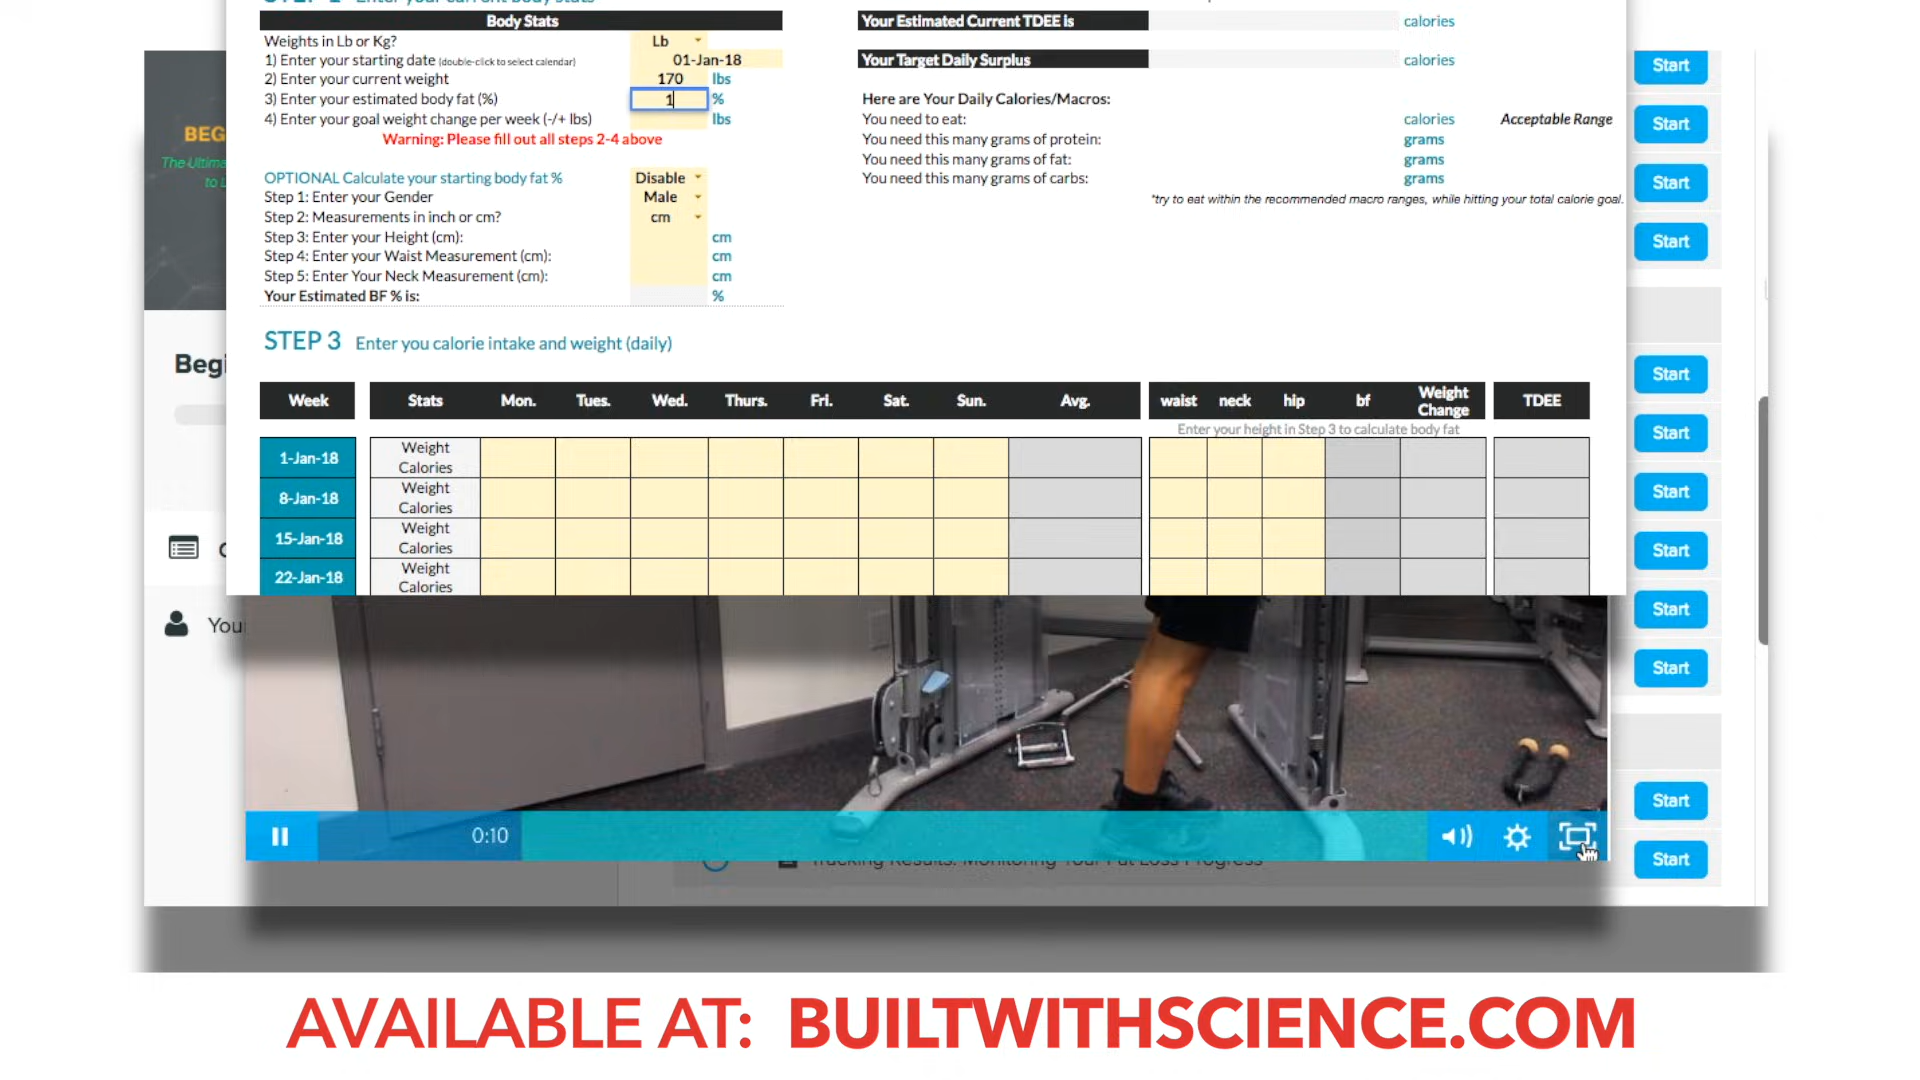 Body Stats
Weights in Lb or Kg? Lb
1) Enter your starting date (double-click to select calendar) 01-Jan-18
2) Enter your current weight 170 lbs
3) Enter your estimated body fat (%) 1 %
4) Enter your goal weight change per week (-/+ lbs) lbs
Warning: Please fill out all steps 2-4 above
OPTIONAL Calculate your starting body fat % Disable
Step 1: Enter your Gender Male
Step 2: Measurements in inch or cm? cm
Step 3: Enter your Height (cm): cm
Step 4: Enter your Waist Measurement (cm): cm
Step 5: Enter Your Neck Measurement (cm): cm
Your Estimated BF % is: %
Your Estimated Current TDEE is calories
Your Target Daily Surplus calories
Here are Your Daily Calories/Macros:
You need to eat: calories Acceptable Range
You need this many grams of protein: grams
You need this many grams of fat: grams
You need this many grams of carbs: grams
*try to eat within the recommended macro ranges, while hitting your total calorie goal.
STEP 3 Enter you calorie intake and weight (daily)
Week Stats Mon. Tues. Wed. Thurs. Fri. Sat. Sun. Avg. waist neck hip bf Weight Change TDEE
Enter your height in Step 3 to calculate body fat
1-Jan-18 Weight
Calories
8-Jan-18 Weight
Calories
15-Jan-18 Weight
Calories
22-Jan-18 Weight
Calories
Start
Start
Start
Start
Start
Start
Start
Start
Start
Start
Start
Start
0:10
AVAILABLE AT: BUILTWITHSCIENCE.COM